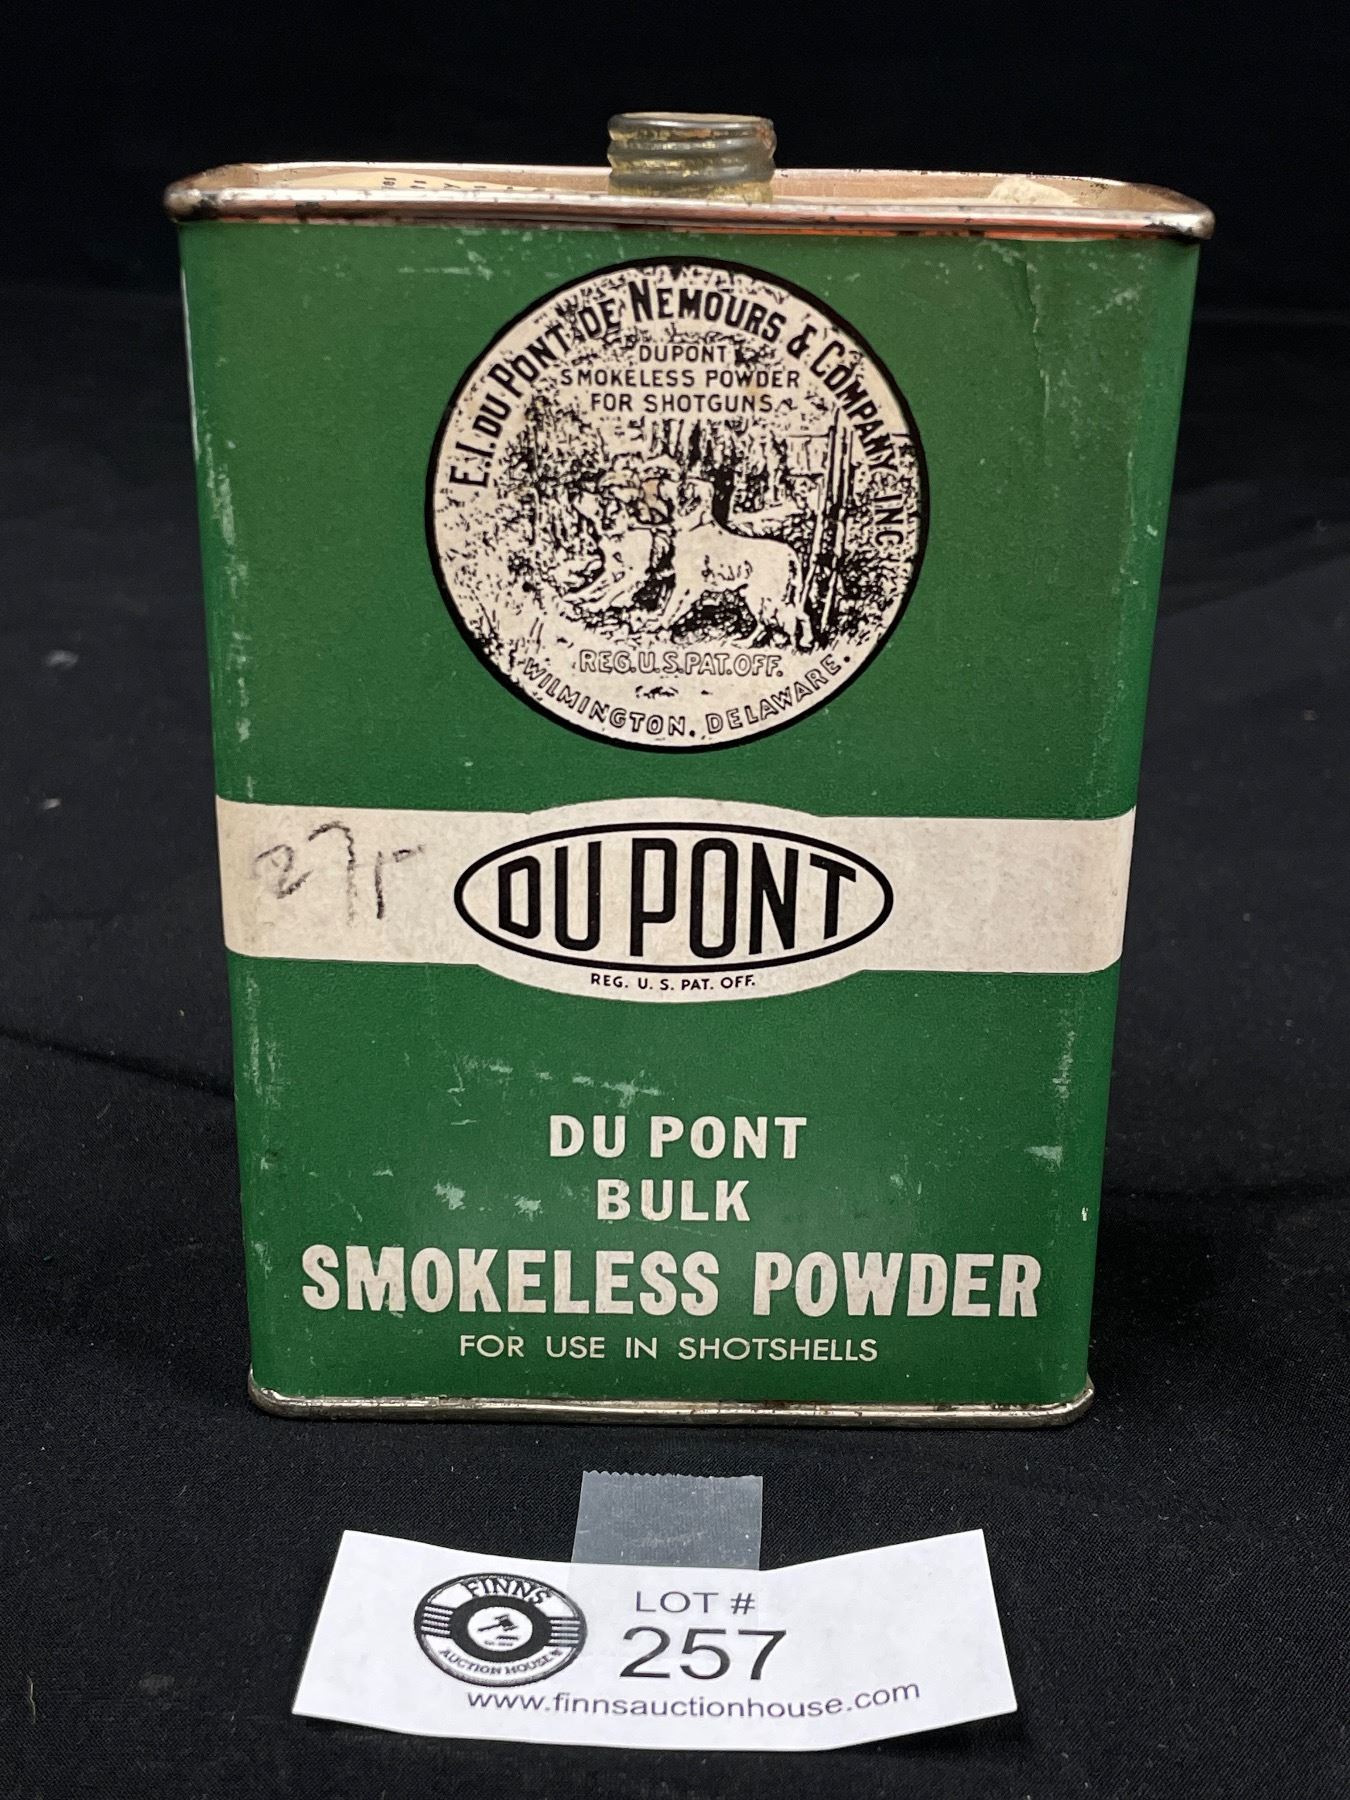 E.I. DU PONT DE NEMOURS & COMPANY, INC.
DUPONT
SMOKELESS POWDER
FOR SHOTGUNS
REG.U.S.PAT.OFF.
WILMINGTON, DELAWARE.
DU PONT
REG. U. S. PAT. OFF.
DU PONT
BULK
SMOKELESS POWDER
FOR USE IN SHOTSHELLS
FINNS
AUCTION HOUSE
LOT #
257
www.finnsauctionhouse.com